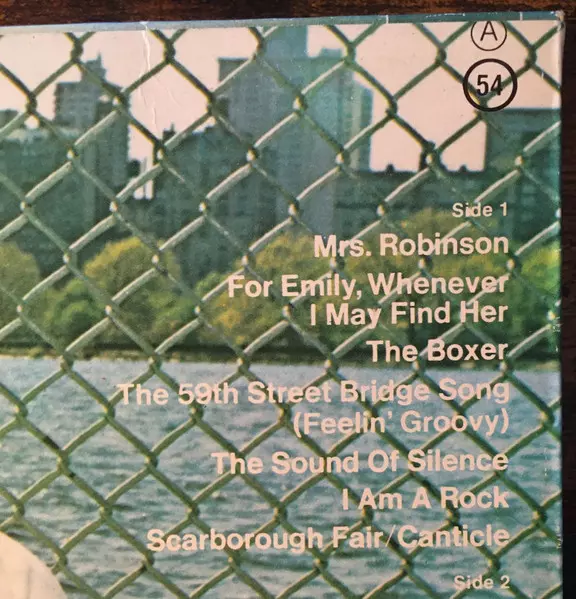 A
54
Side 1
Mrs. Robinson
For Emily, Whenever
I May Find Her
The Boxer
The 59th Street Bridge Song
(Feelin' Groovy)
The Sound Of Silence
I Am A Rock
Scarborough Fair/Canticle
Side 2